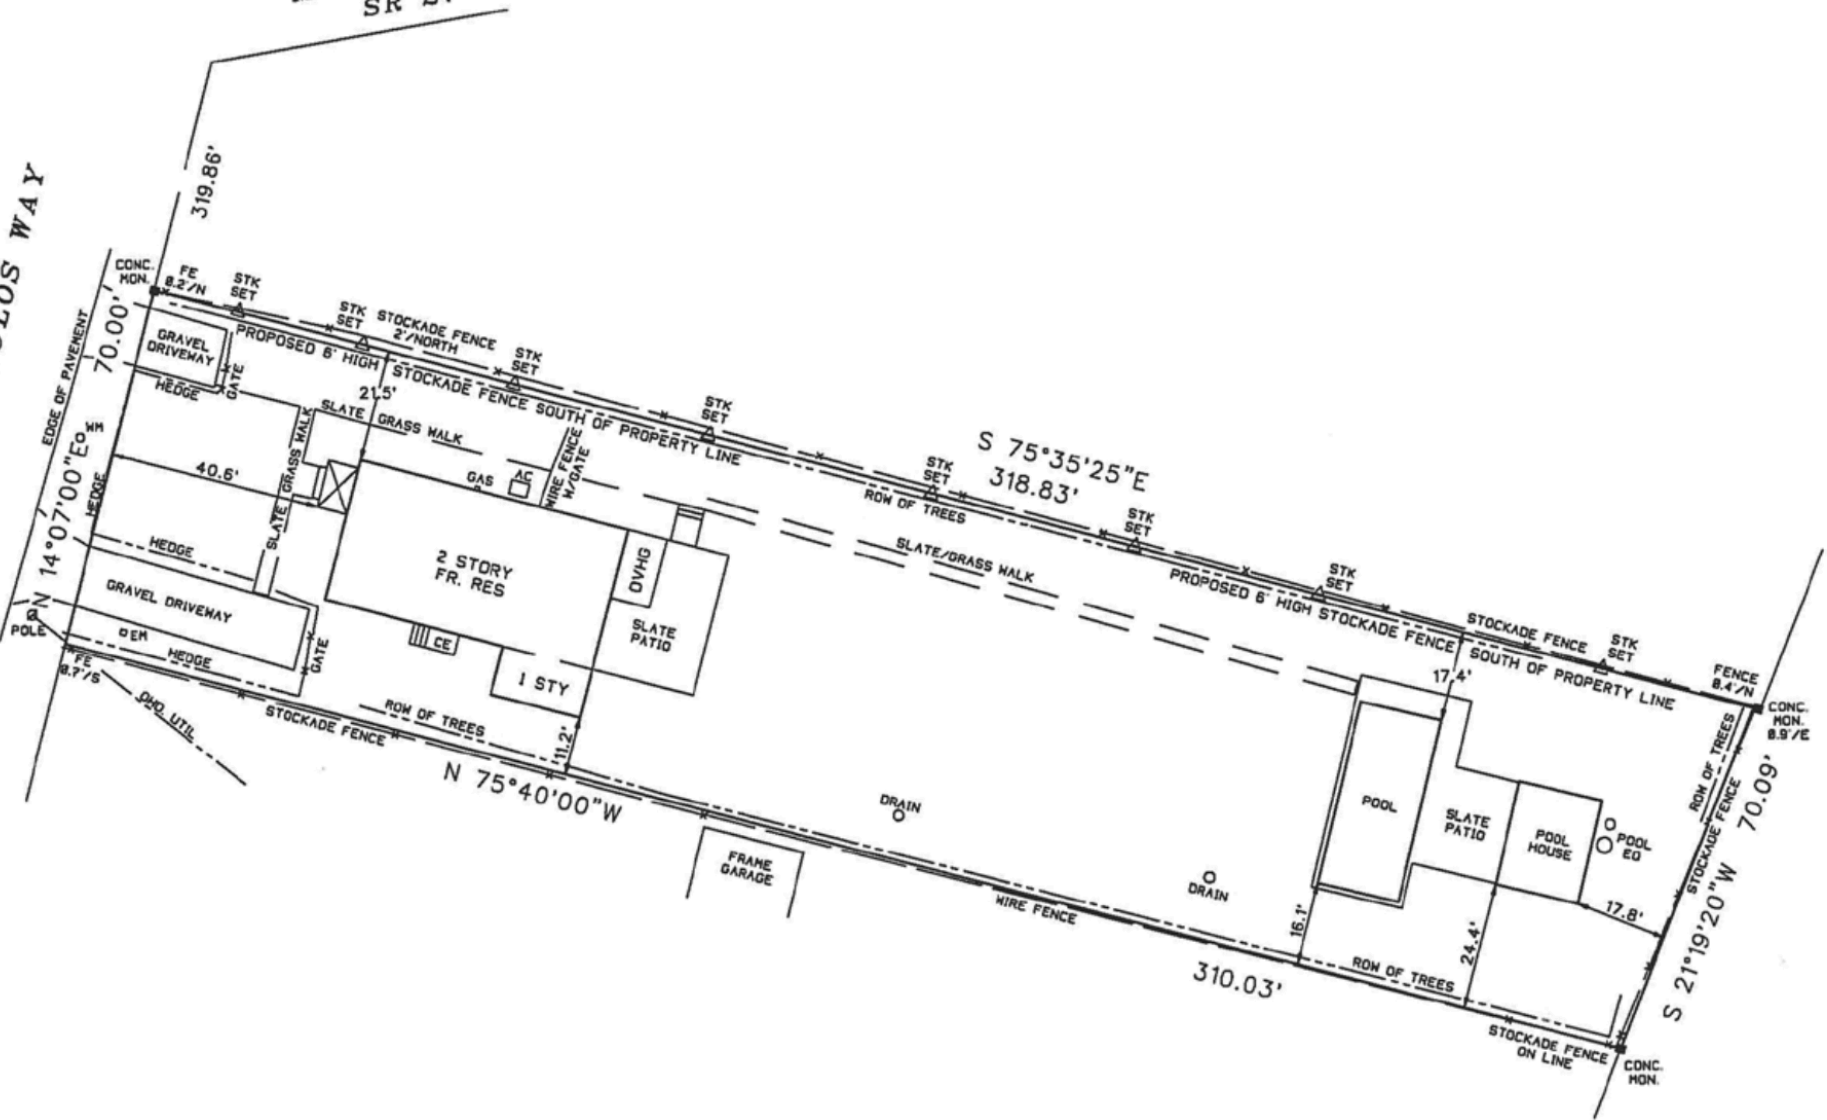 SR
319.86'
WAY
CONC.
MON.
FE
0.2'/N
STK
SET
STK
SET
STOCKADE FENCE
2'/NORTH
STK
SET
STK
SET
STK
SET
STK
SET
STK
SET
STK
SET
S 75°35'25"E
318.83'
70.00'
EDGE OF PAVEMENT
GRAVEL
DRIVEWAY
HEDGE
GATE
PROPOSED 6' HIGH
STOCKADE FENCE SOUTH OF PROPERTY LINE
21.5'
SLATE GRASS WALK
SLATE GRASS WALK
WM
HEDGE
40.6'
GAS
AC
WIRE FENCE
W/GATE
ROW OF TREES
SLATE/GRASS WALK
PROPOSED 6' HIGH STOCKADE FENCE
SOUTH OF PROPERTY LINE
STOCKADE FENCE
FENCE
0.4'/N
CONC.
MON.
0.9'/E
N 14°07'00"E
HEDGE
2 STORY
FR. RES
OVHG
SLATE
PATIO
GRAVEL DRIVEWAY
EM
HEDGE
GATE
POLE
FE
0.7'/S
OHD. UTIL
CE
1 STY
ROW OF TREES
STOCKADE FENCE
11.2'
N 75°40'00"W
FRAME
GARAGE
DRAIN
DRAIN
WIRE FENCE
310.03'
17.4'
POOL
SLATE
PATIO
POOL
HOUSE
POOL
EQ
ROW OF TREES
STOCKADE FENCE
70.09'
S 21°19'20"W
17.8'
16.1'
24.4'
ROW OF TREES
STOCKADE FENCE
ON LINE
CONC.
MON.